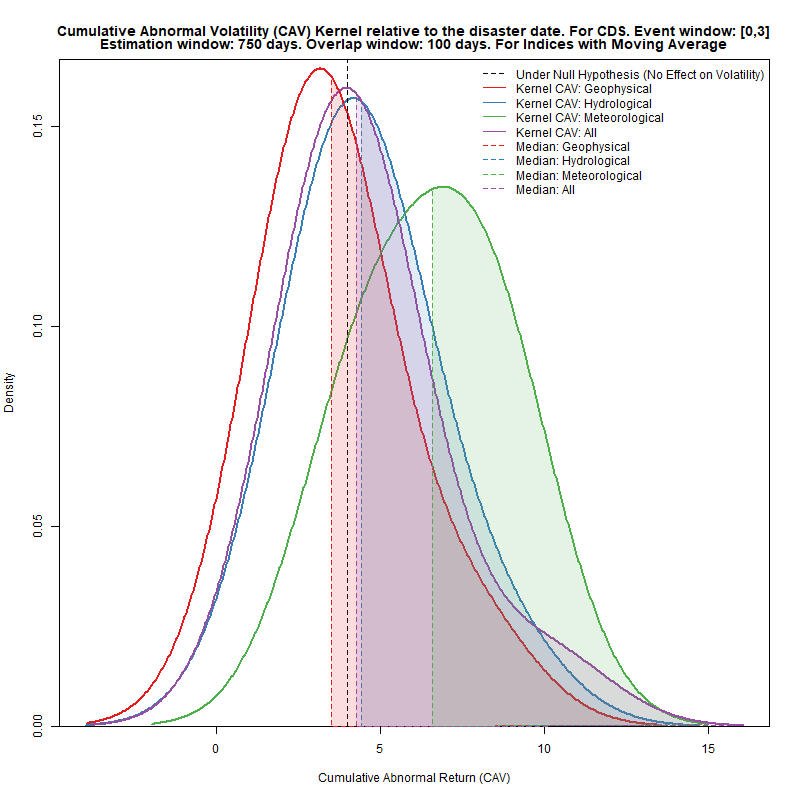 Cumulative Abnormal Volatility (CAV) Kernel relative to the disaster date. For CDS. Event window: [0,3]
Estimation window: 750 days. Overlap window: 100 days. For Indices with Moving Average
Under Null Hypothesis (No Effect on Volatility)
Kernel CAV: Geophysical
Kernel CAV: Hydrological
Kernel CAV: Meteorological
Kernel CAV: All
Median: Geophysical
Median: Hydrological
Median: Meteorological
Median: All
0.15
0.10
0.05
0.00
Density
0
5
10
15
Cumulative Abnormal Return (CAV)